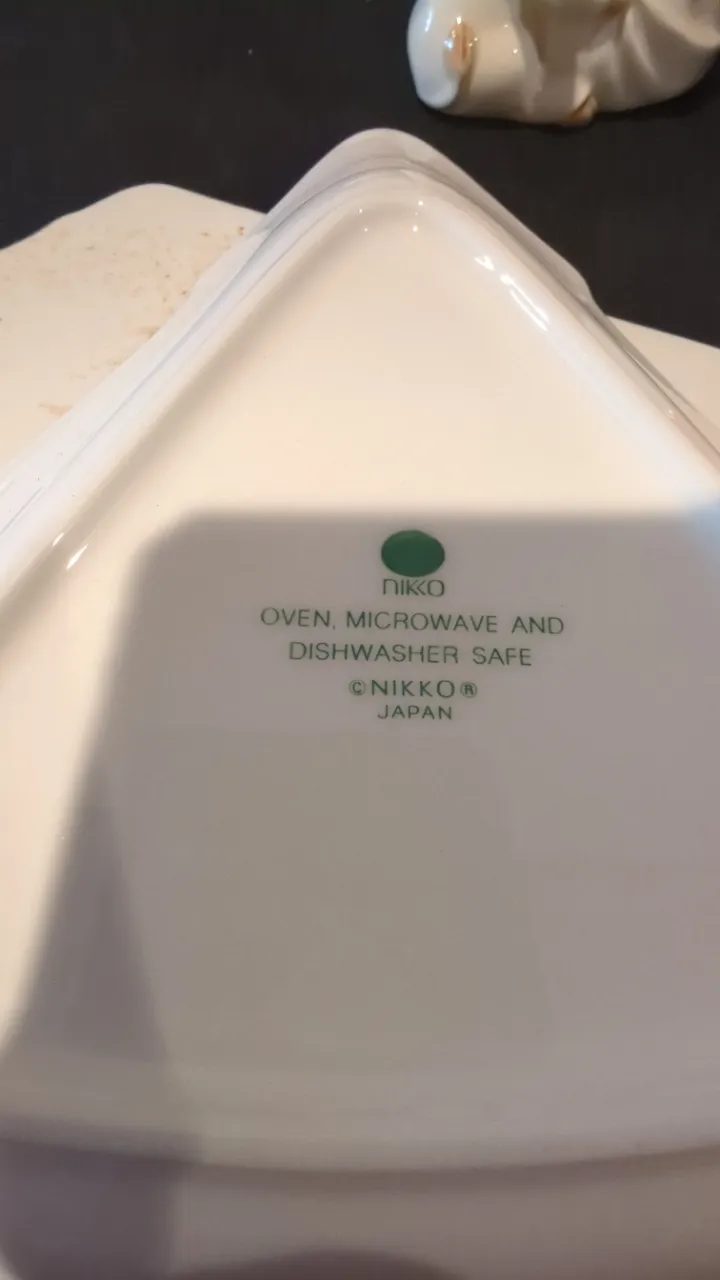 nikko
OVEN, MICROWAVE AND
DISHWASHER SAFE
©NIKKO®
JAPAN